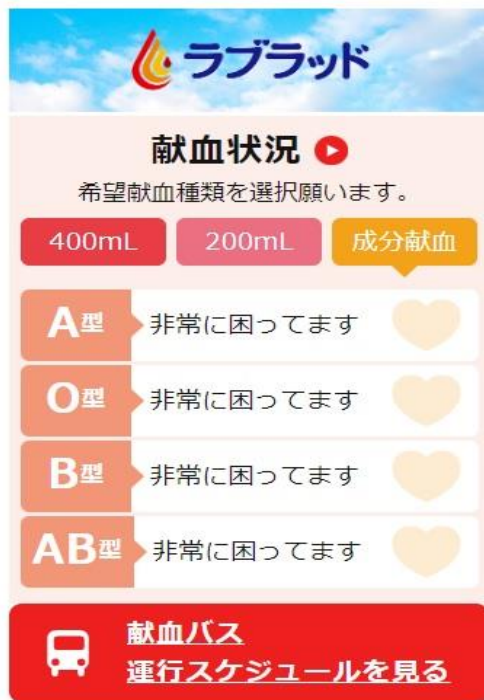 ラブラッド
献血状況
希望献血種類を選択願います。
400mL 200mL 成分献血
A型 非常に困ってます
O型 非常に困ってます
B型 非常に困ってます
AB型 非常に困ってます
献血バス
運行スケジュールを見る